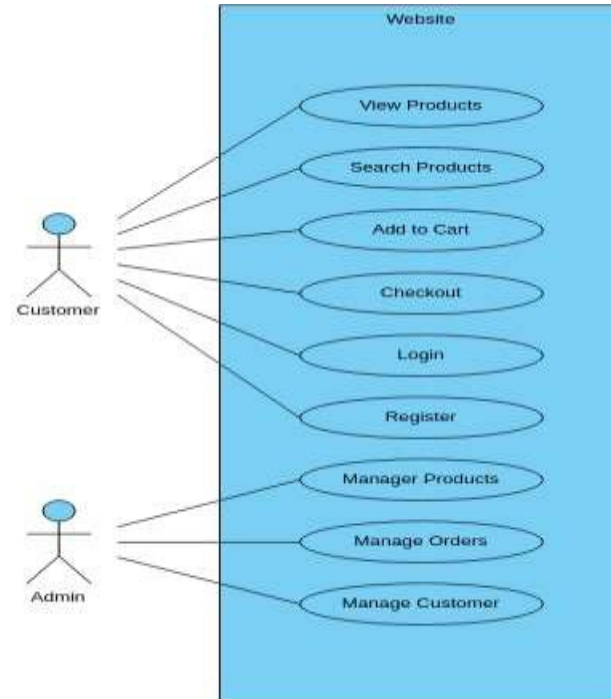 Website
View Products
Search Products
Add to Cart
Customer
Checkout
Login
Register
Manager Products
Manage Orders
Admin
Manage Customer